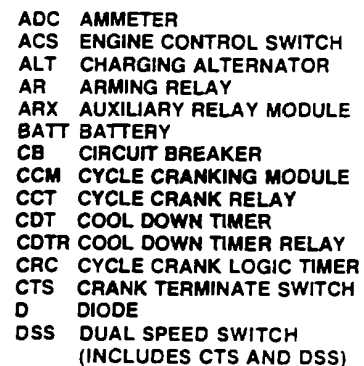 ADC AMMETER
ACS ENGINE CONTROL SWITCH
ALT CHARGING ALTERNATOR
AR ARMING RELAY
ARX AUXILIARY RELAY MODULE
BATT BATTERY
CB CIRCUIT BREAKER
CCM CYCLE CRANKING MODULE
CCT CYCLE CRANK RELAY
CDT COOL DOWN TIMER
CDTR COOL DOWN TIMER RELAY
CRC CYCLE CRANK LOGIC TIMER
CTS CRANK TERMINATE SWITCH
D DIODE
DSS DUAL SPEED SWITCH
(INCLUDES CTS AND DSS)